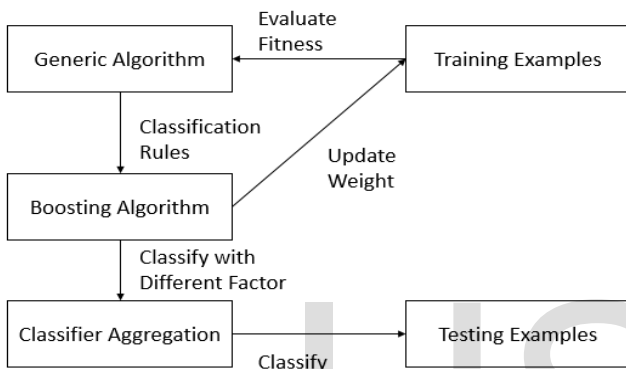 Evaluate
Fitness
Generic Algorithm
Training Examples
Classification
Rules
Update
Weight
Boosting Algorithm
Classify with
Different Factor
Classifier Aggregation
Testing Examples
Classify